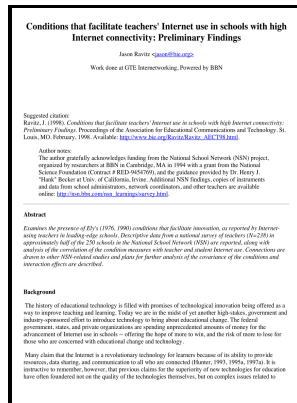 Conditions that facilitate teachers' Internet use in schools with high
Internet connectivity: Preliminary Findings
Jason Ravitz <jason@bie.org>
Work done at GTE Internetworking, Powered by BBN
Suggested citation:
Ravitz, J. (1998). Conditions that facilitate teachers' Internet use in schools with high Internet connectivity:
Preliminary Findings. Proceedings of the Association for Educational Communications and Technology. St.
Louis, MO. February, 1998. Available: http://www.bie.org/Ravitz/Ravitz_AECT98.html.
Author notes:
The author gratefully acknowledges funding from the National School Network (NSN) project,
organized by researchers at BBN in Cambridge, MA in 1994 with a grant from the National
Science Foundation (Contract # RED-9454769), and the guidance provided by Dr. Henry J.
"Hank" Becker at Univ. of California, Irvine. Additional NSN findings, copies of instruments
and data from school administrators, network coordinators, and other teachers are available
online: http://nsn.bbn.com/nsn_learnings/survey.html.
Abstract
Examines the presence of Ely's (1976, 1990) conditions that facilitate innovation, as reported by Internet-
using teachers in leading-edge schools. Descriptive data from a national survey of teachers (N=238) in
approximately half of the 250 schools in the National School Network (NSN) are reported, along with
analysis of the correlation of the condition measures with teacher and student Internet use. Connections are
drawn to other NSN-related studies and plans for further analysis of the covariance of the conditions and
interaction effects are described.
Background
The history of educational technology is filled with promises of technological innovation being offered as a
way to improve teaching and learning. Today we are in the midst of yet another high-stakes, government and
industry-sponsored effort to introduce technology to bring about educational change. The federal
government, states, and private organizations are spending unprecedented amounts of money for the
advancement of Internet use in schools -- offering the hope of more to win, and the risk of more to lose for
those who are concerned with educational change and technology.
Many claim that the Internet is a revolutionary technology for learners because of its ability to provide
resources, data sharing, and communication to all who are connected (Hunter, 1993, 1995a, 1997a). It is
instructive to remember, however, that previous claims for the superiority of new technologies for education
have often foundered not on the quality of the technologies themselves, but on complex issues related to